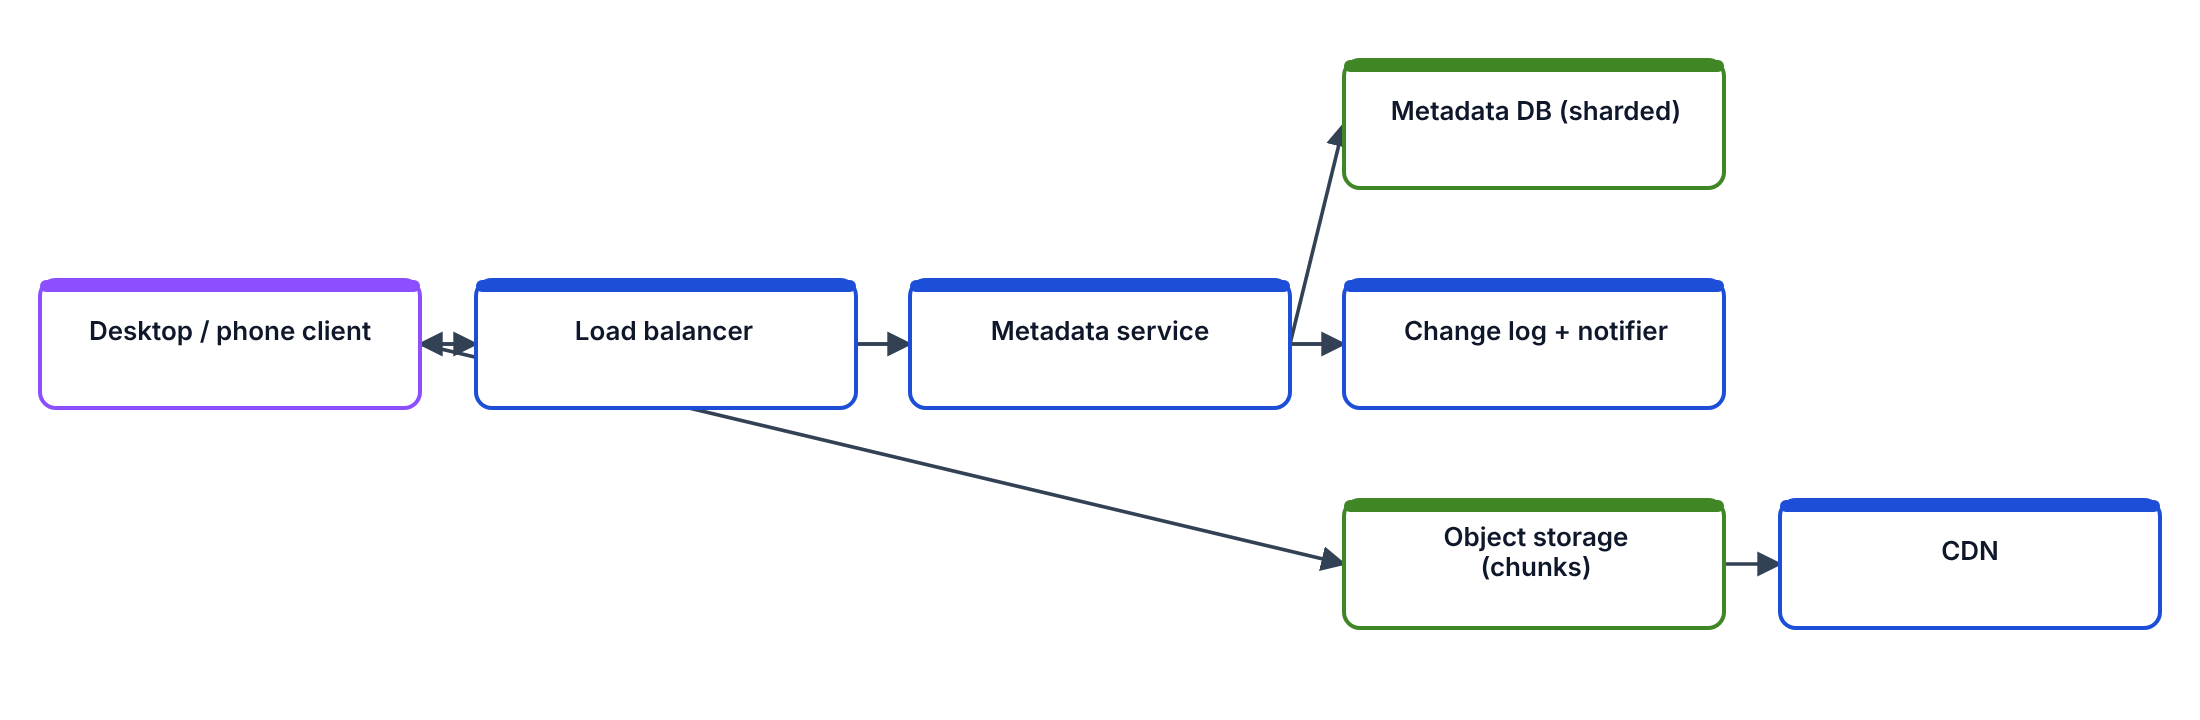 Metadata DB (sharded)
Desktop / phone client
Load balancer
Metadata service
Change log + notifier
Object storage
(chunks)
CDN